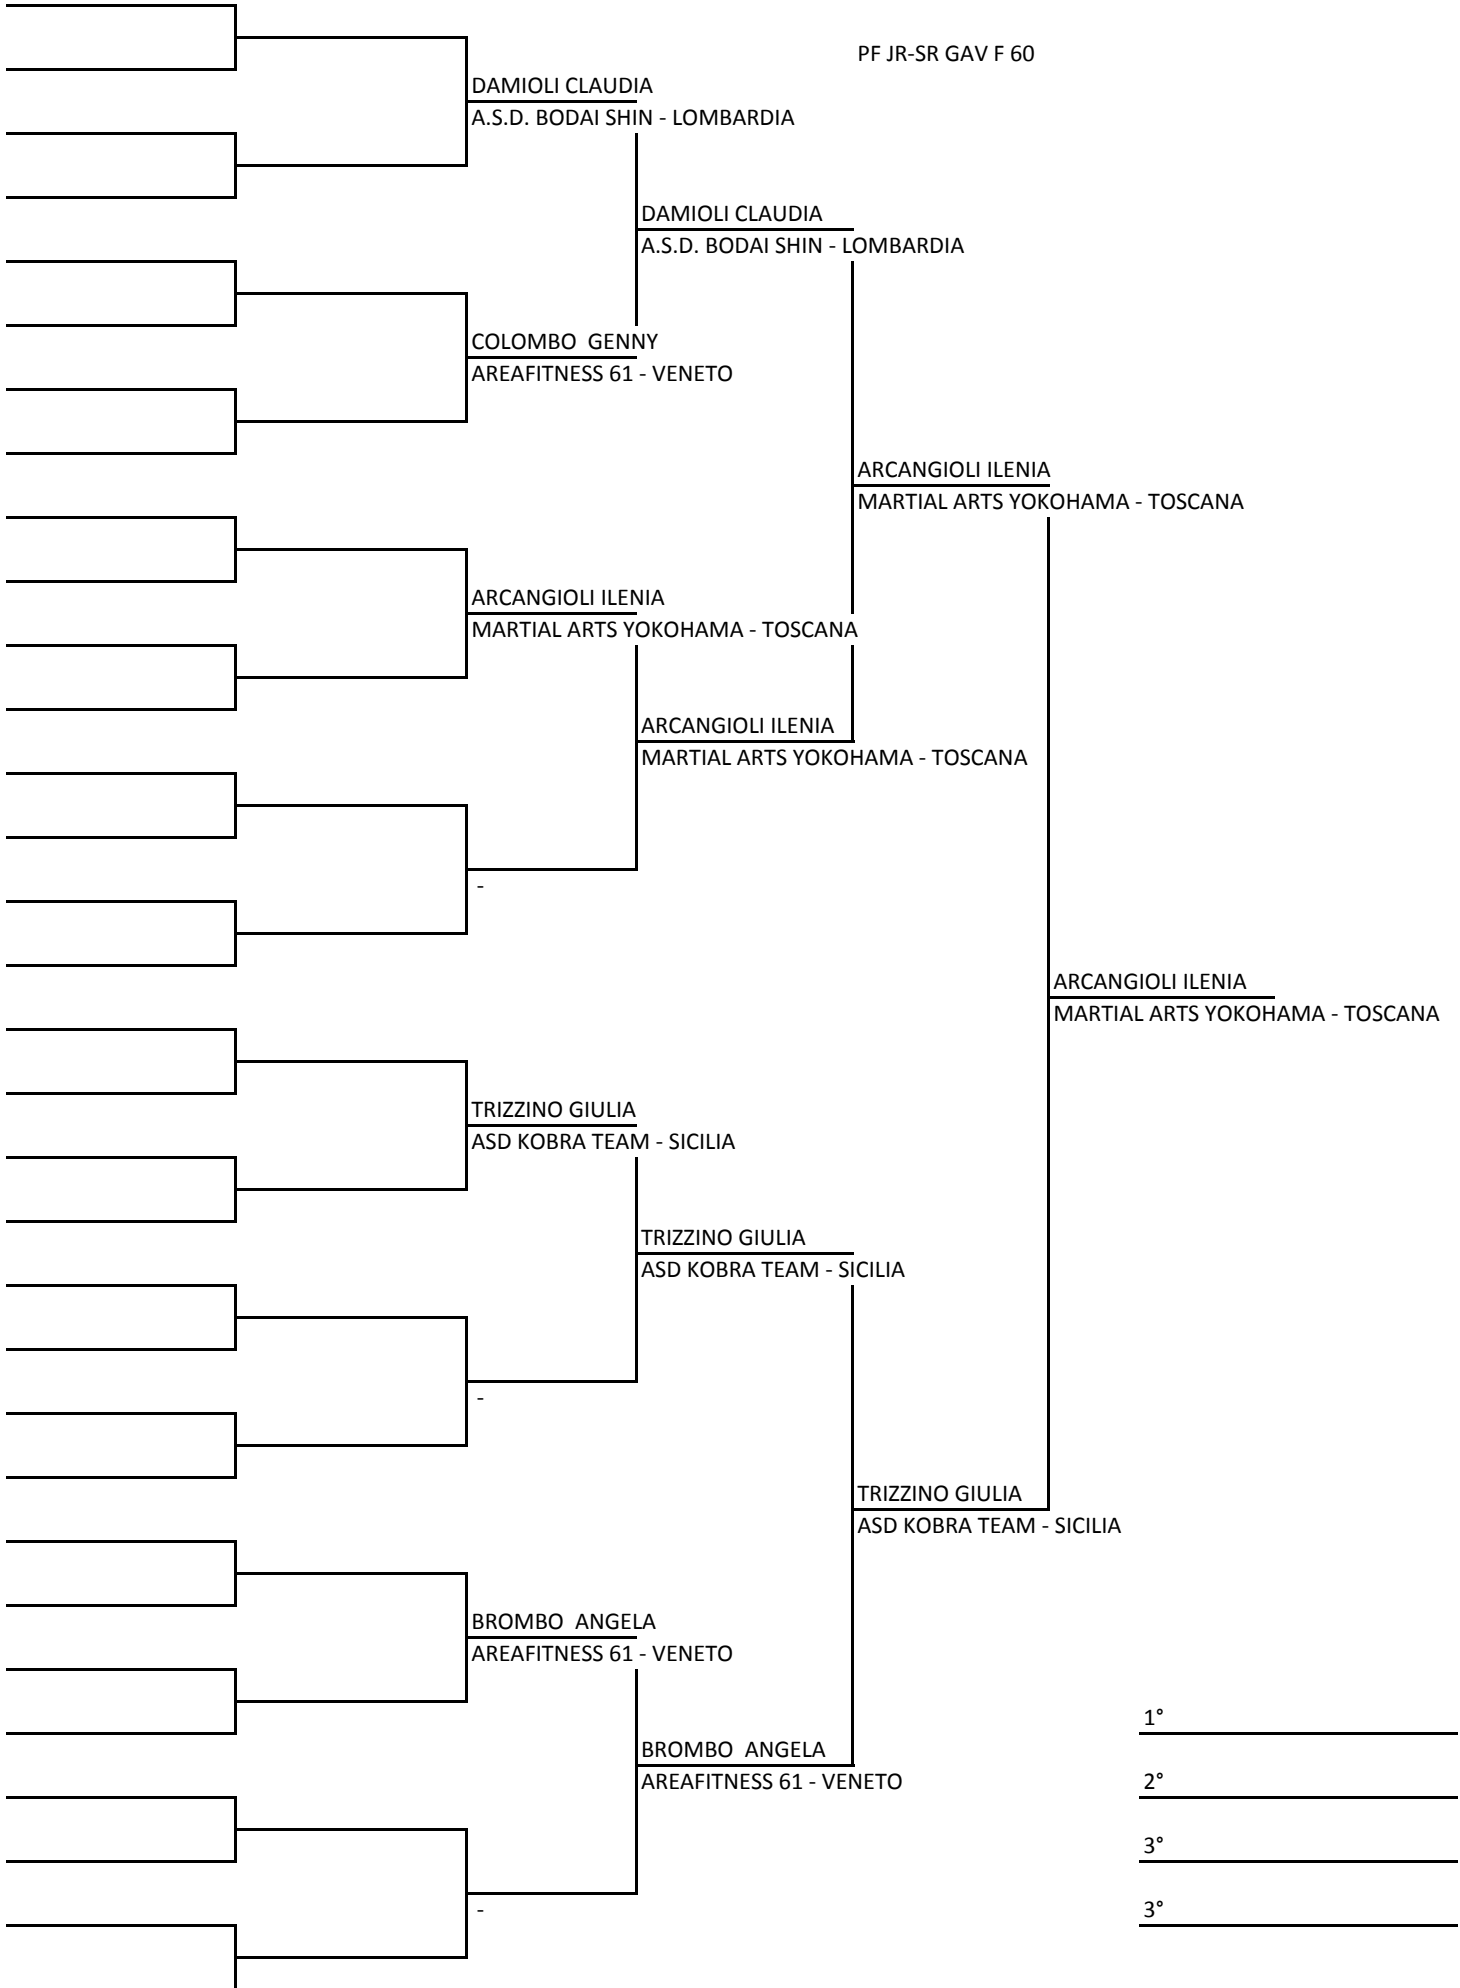 PF JR-SR GAV F 60
DAMIOLI CLAUDIA
A.S.D. BODAI SHIN - LOMBARDIA
DAMIOLI CLAUDIA
A.S.D. BODAI SHIN - LOMBARDIA
COLOMBO  GENNY
AREAFITNESS 61 - VENETO
ARCANGIOLI ILENIA
MARTIAL ARTS YOKOHAMA - TOSCANA
ARCANGIOLI ILENIA
MARTIAL ARTS YOKOHAMA - TOSCANA
ARCANGIOLI ILENIA
MARTIAL ARTS YOKOHAMA - TOSCANA
-
ARCANGIOLI ILENIA
MARTIAL ARTS YOKOHAMA - TOSCANA
TRIZZINO GIULIA
ASD KOBRA TEAM - SICILIA
TRIZZINO GIULIA
ASD KOBRA TEAM - SICILIA
-
TRIZZINO GIULIA
ASD KOBRA TEAM - SICILIA
BROMBO  ANGELA
AREAFITNESS 61 - VENETO
BROMBO  ANGELA
AREAFITNESS 61 - VENETO
-
1°
2°
3°
3°